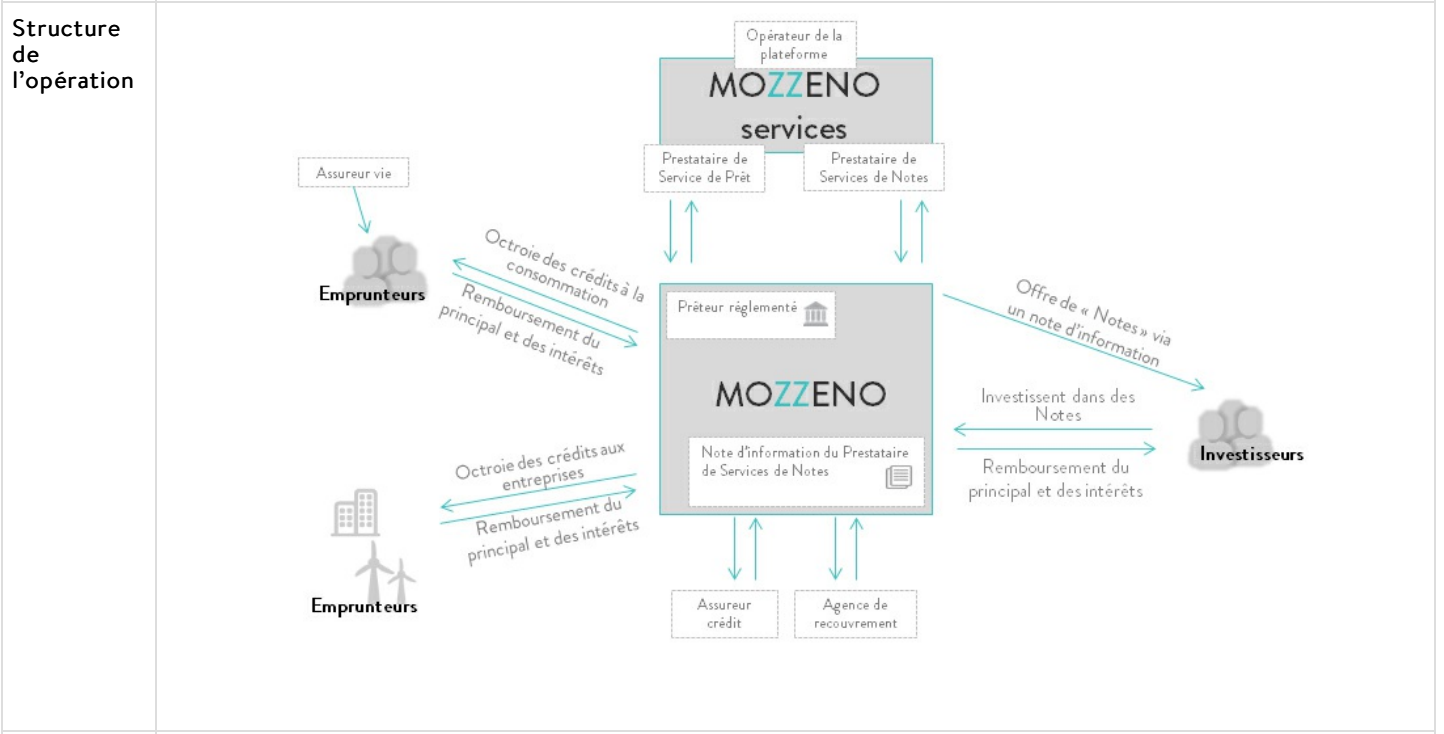 Structure
de
l'opération
Opérateur de la
plateforme
MOZZENO
services
Prestataire de
Service de Prêt
Prestataire de
Services de Notes
Assureur vie
Emprunteurs
Octroie des crédits à la
consommation
Remboursement du
principal et des intérêts
Prêteur réglementé
MOZZENO
Note d'information du Prestataire
de Services de Notes
Offre de « Notes » via
un note d'information
Investissent dans des
Notes
Remboursement du
principal et des intérêts
Investisseurs
Octroie des crédits aux
entreprises
Remboursement du
principal et des intérêts
Emprunteurs
Assureur
crédit
Agence de
recouvrement